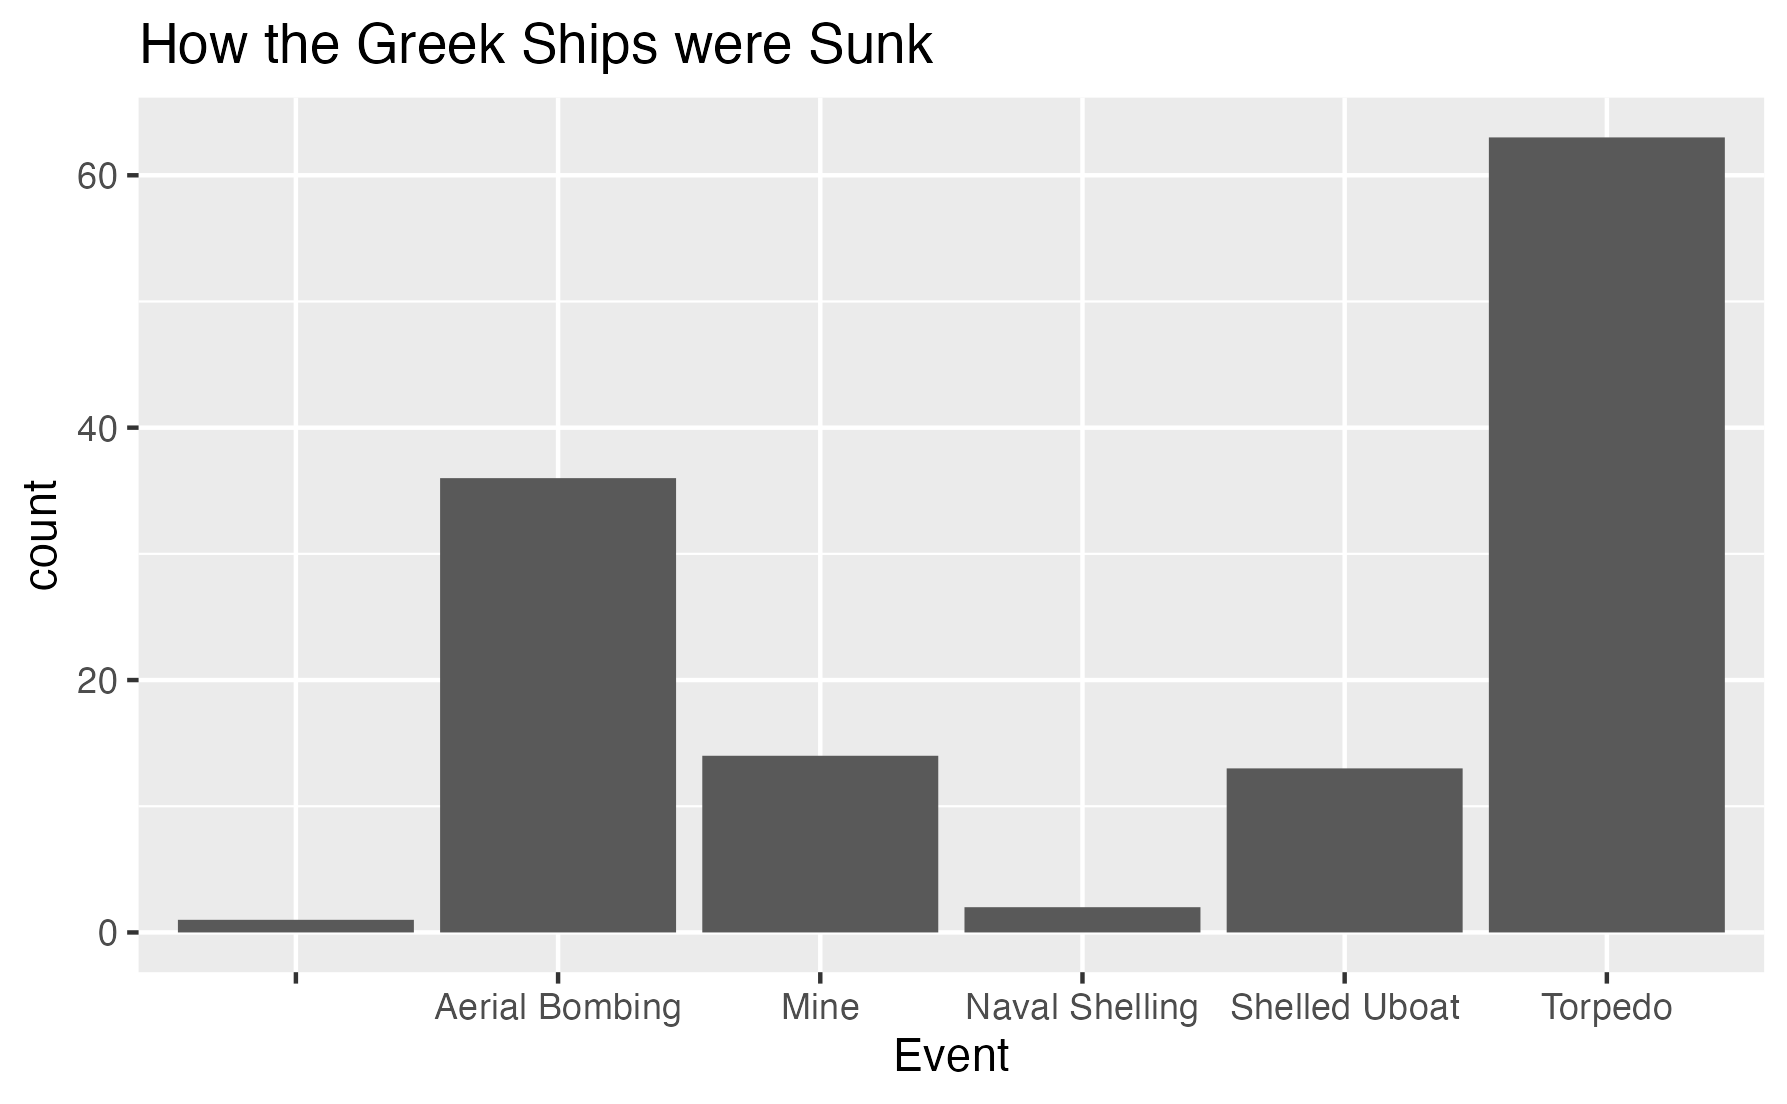 How the Greek Ships were Sunk
count
60
40
20
0
Aerial Bombing Mine Naval Shelling Shelled Uboat Torpedo
Event